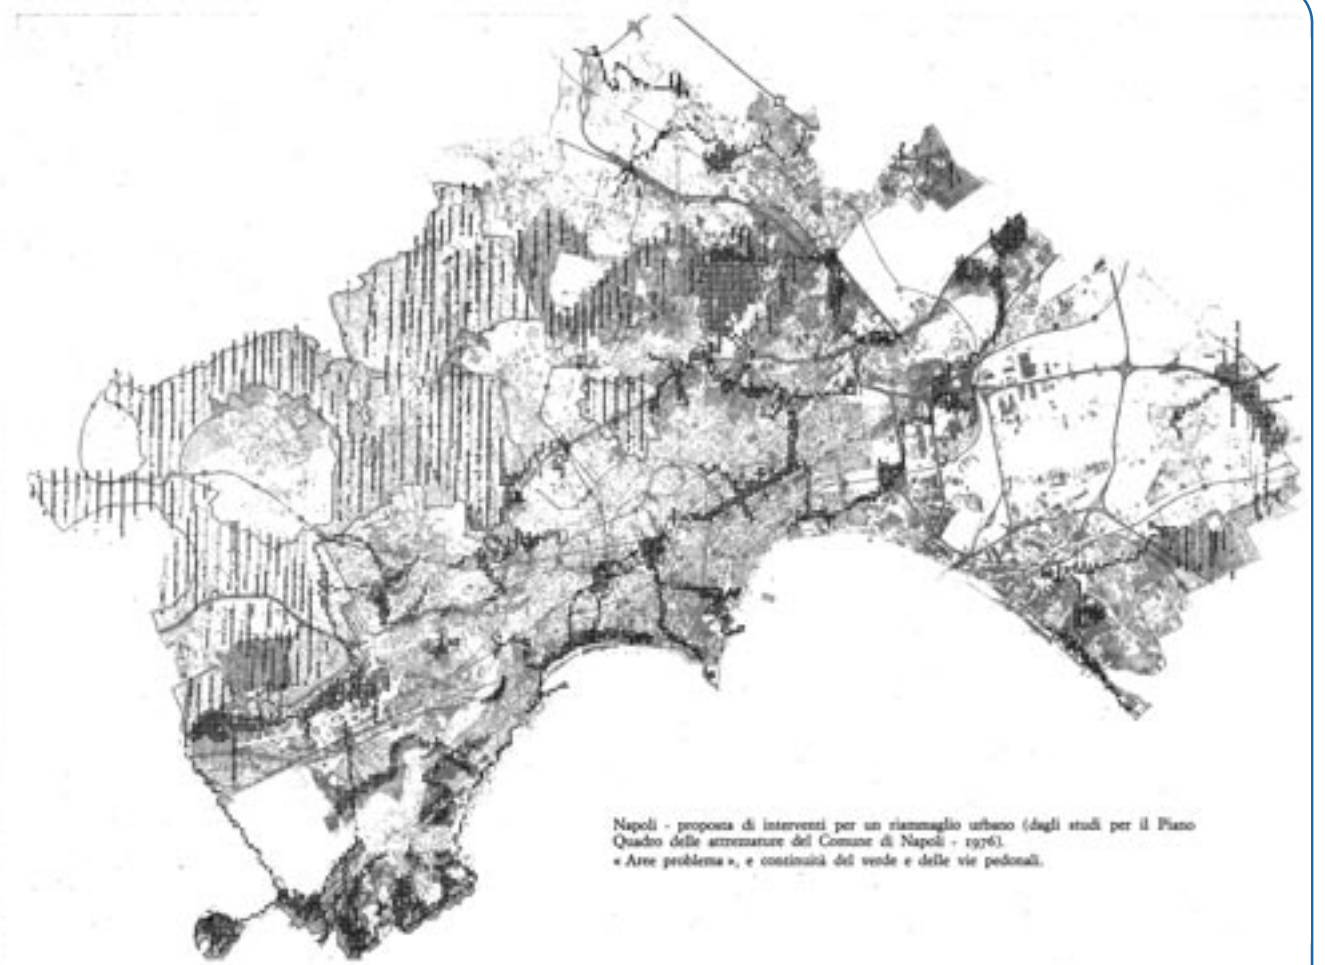 Napoli - proposta di interventi per un riammaglio urbano (dagli studi per il Piano
Quadro delle attrezzature del Comune di Napoli - 1976).
« Aree problema », e continuità del verde e delle vie pedonali.